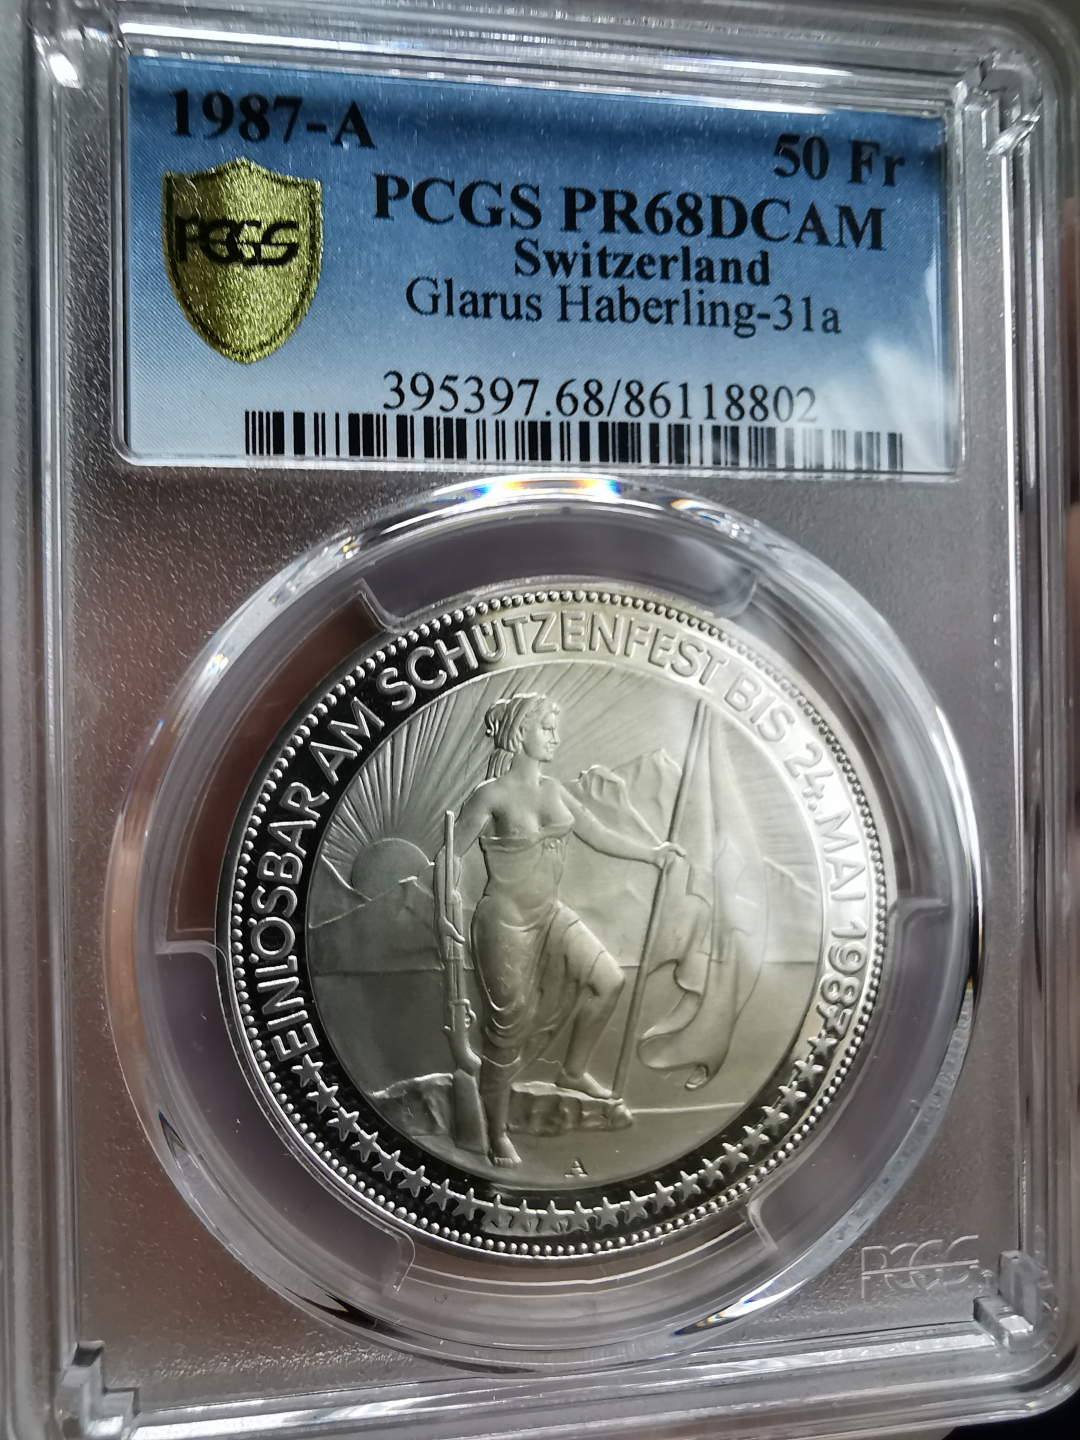 1987-A
50 Fr
PCGS PR68DCAM
PCGS
Switzerland
Glarus Haberling-31a
395397.68/86118802
EINLÖSBAR AM SCHÜTZENFEST BIS 24. MAI 1987
A
PCGS